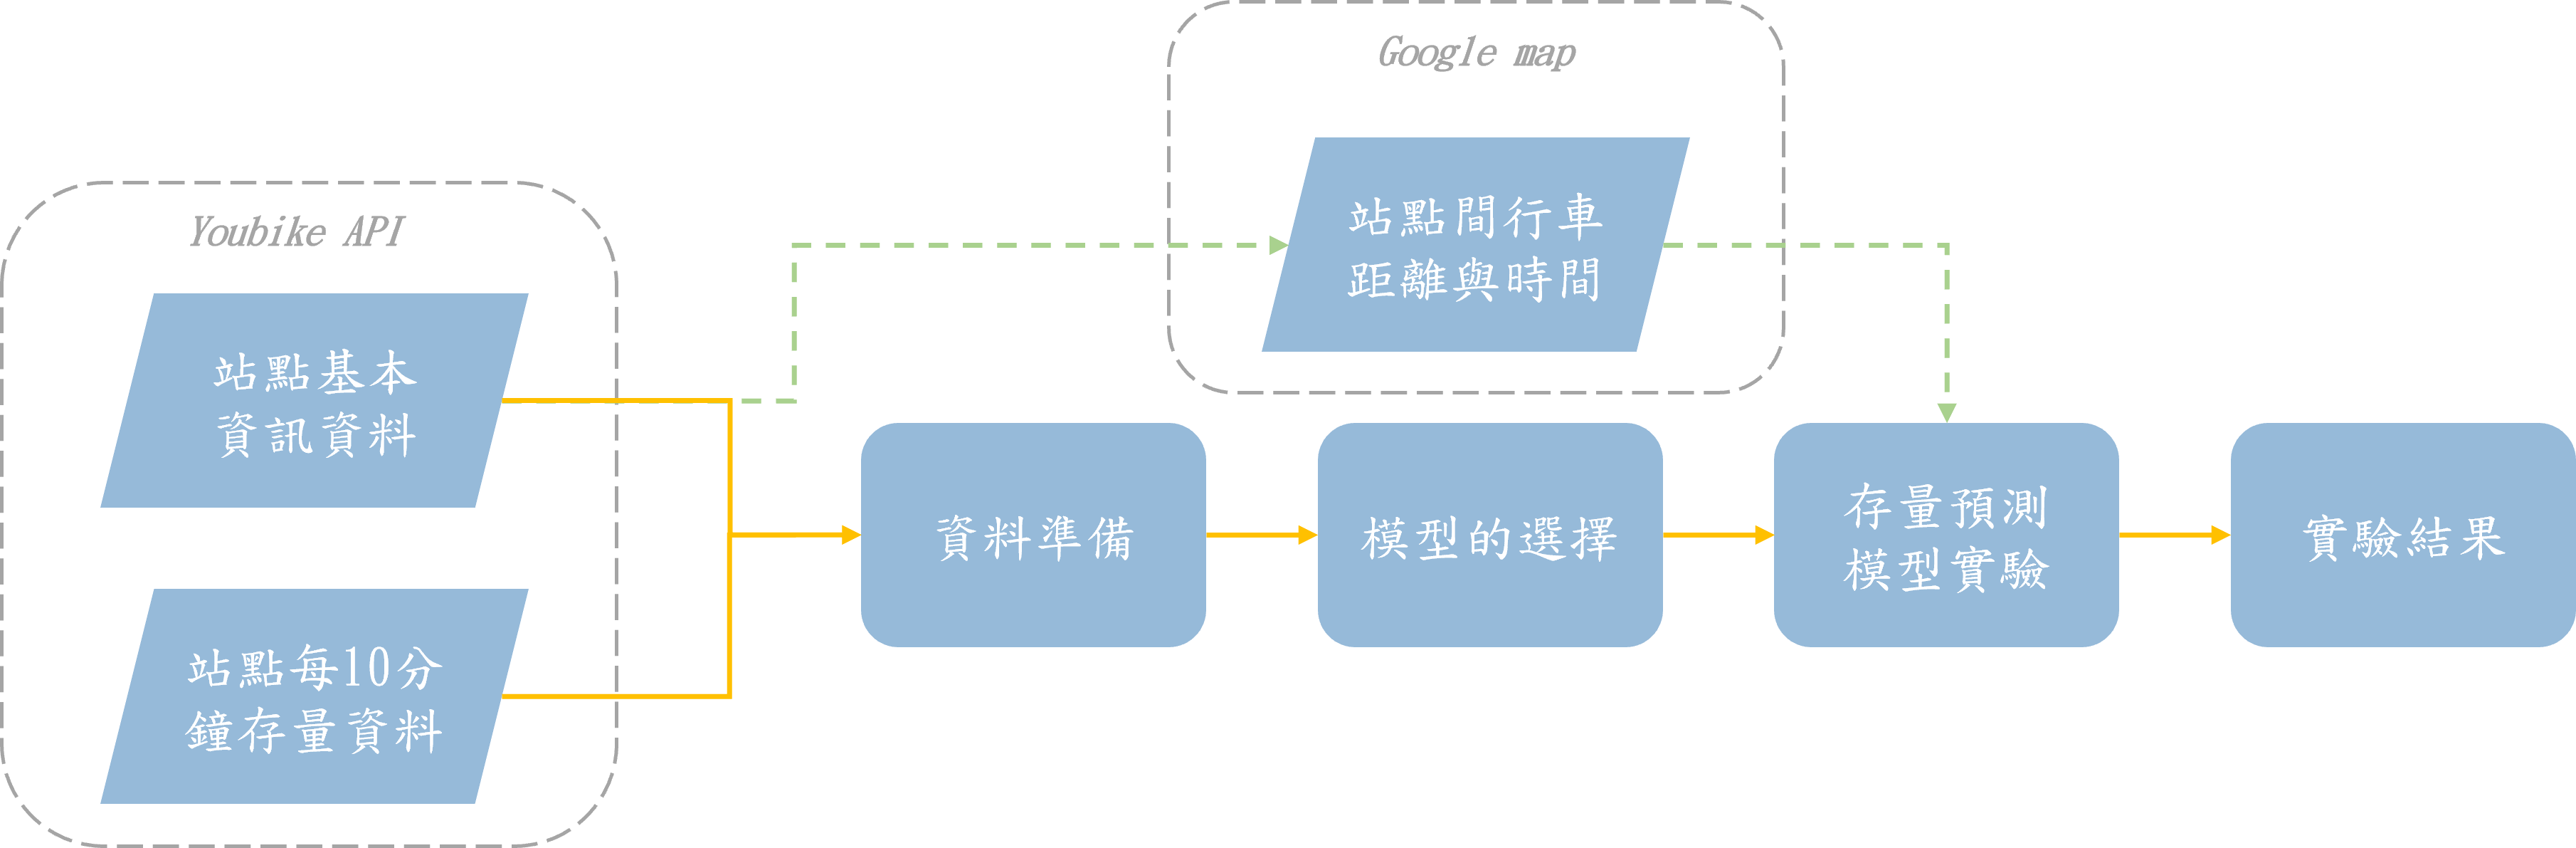 Google map
站點間行車
距離與時間
Youbike API
站點基本
資訊資料
站點每10分
鐘存量資料
資料準備
模型的選擇
存量預測
模型實驗
實驗結果